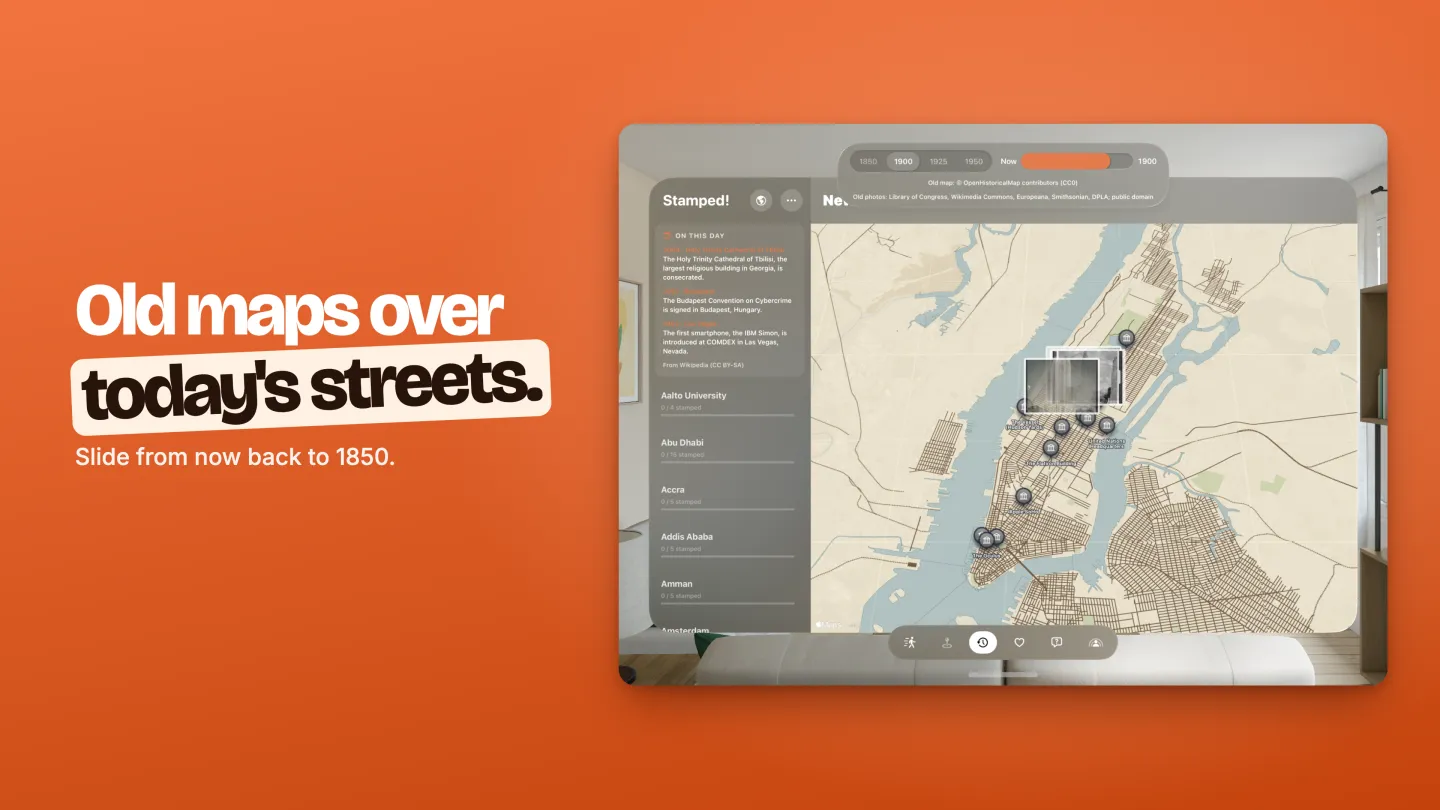 Old maps over
today's streets.
Slide from now back to 1850.
1850 1900 1925 1950 Now 1900
Old map: © OpenHistoricalMap contributors (CC0)
Old photos: Library of Congress, Wikimedia Commons, Europeana, Smithsonian, DPLA, public domain
Stamped!
ON THIS DAY
The Holy Trinity Cathedral of Tbilisi, the
largest religious building in Georgia, is
consecrated.
The Budapest Convention on Cybercrime
is signed in Budapest, Hungary.
The first smartphone, the IBM Simon, is
introduced at COMDEX in Las Vegas,
Nevada.
From Wikipedia (CC BY-SA)
Aalto University
0 / 4 stamped
Abu Dhabi
Accra
0 / 5 stamped
Addis Ababa
0 / 5 stamped
Amman
0 / 5 stamped
Amsterdam